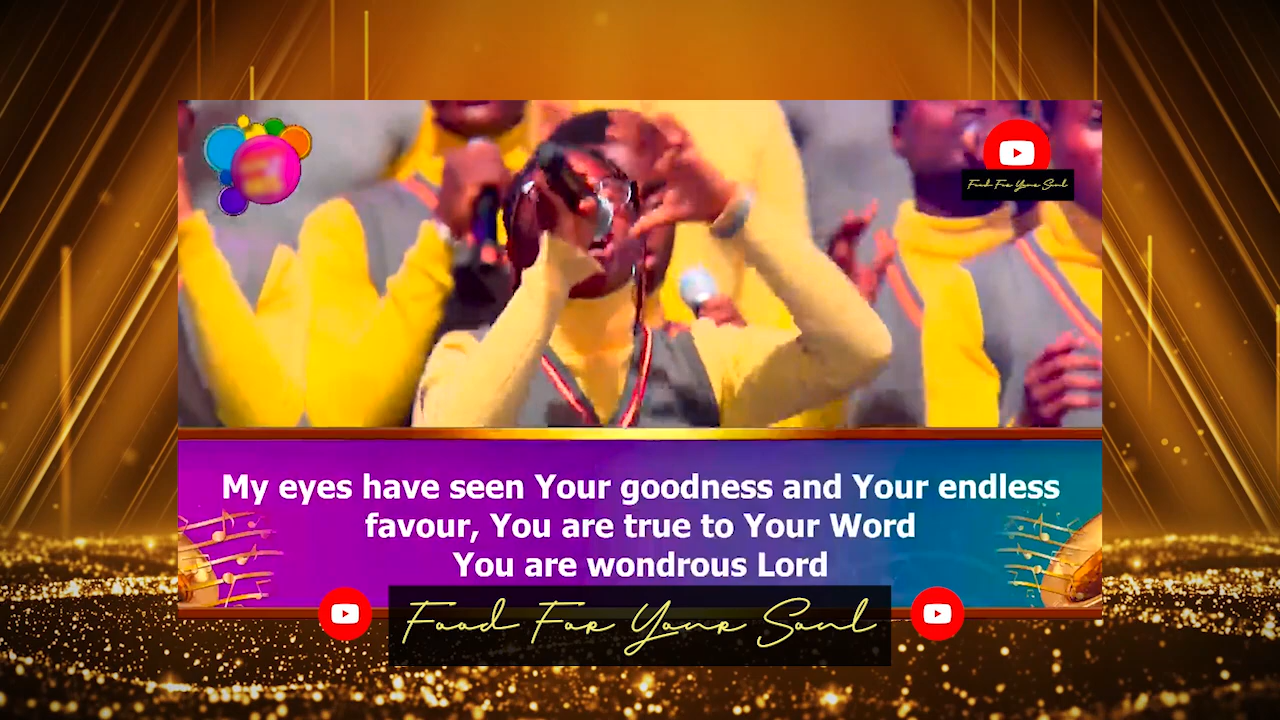 Food For Your Soul
My eyes have seen Your goodness and Your endless
favour, You are true to Your Word
You are wondrous Lord
Food For Your Soul